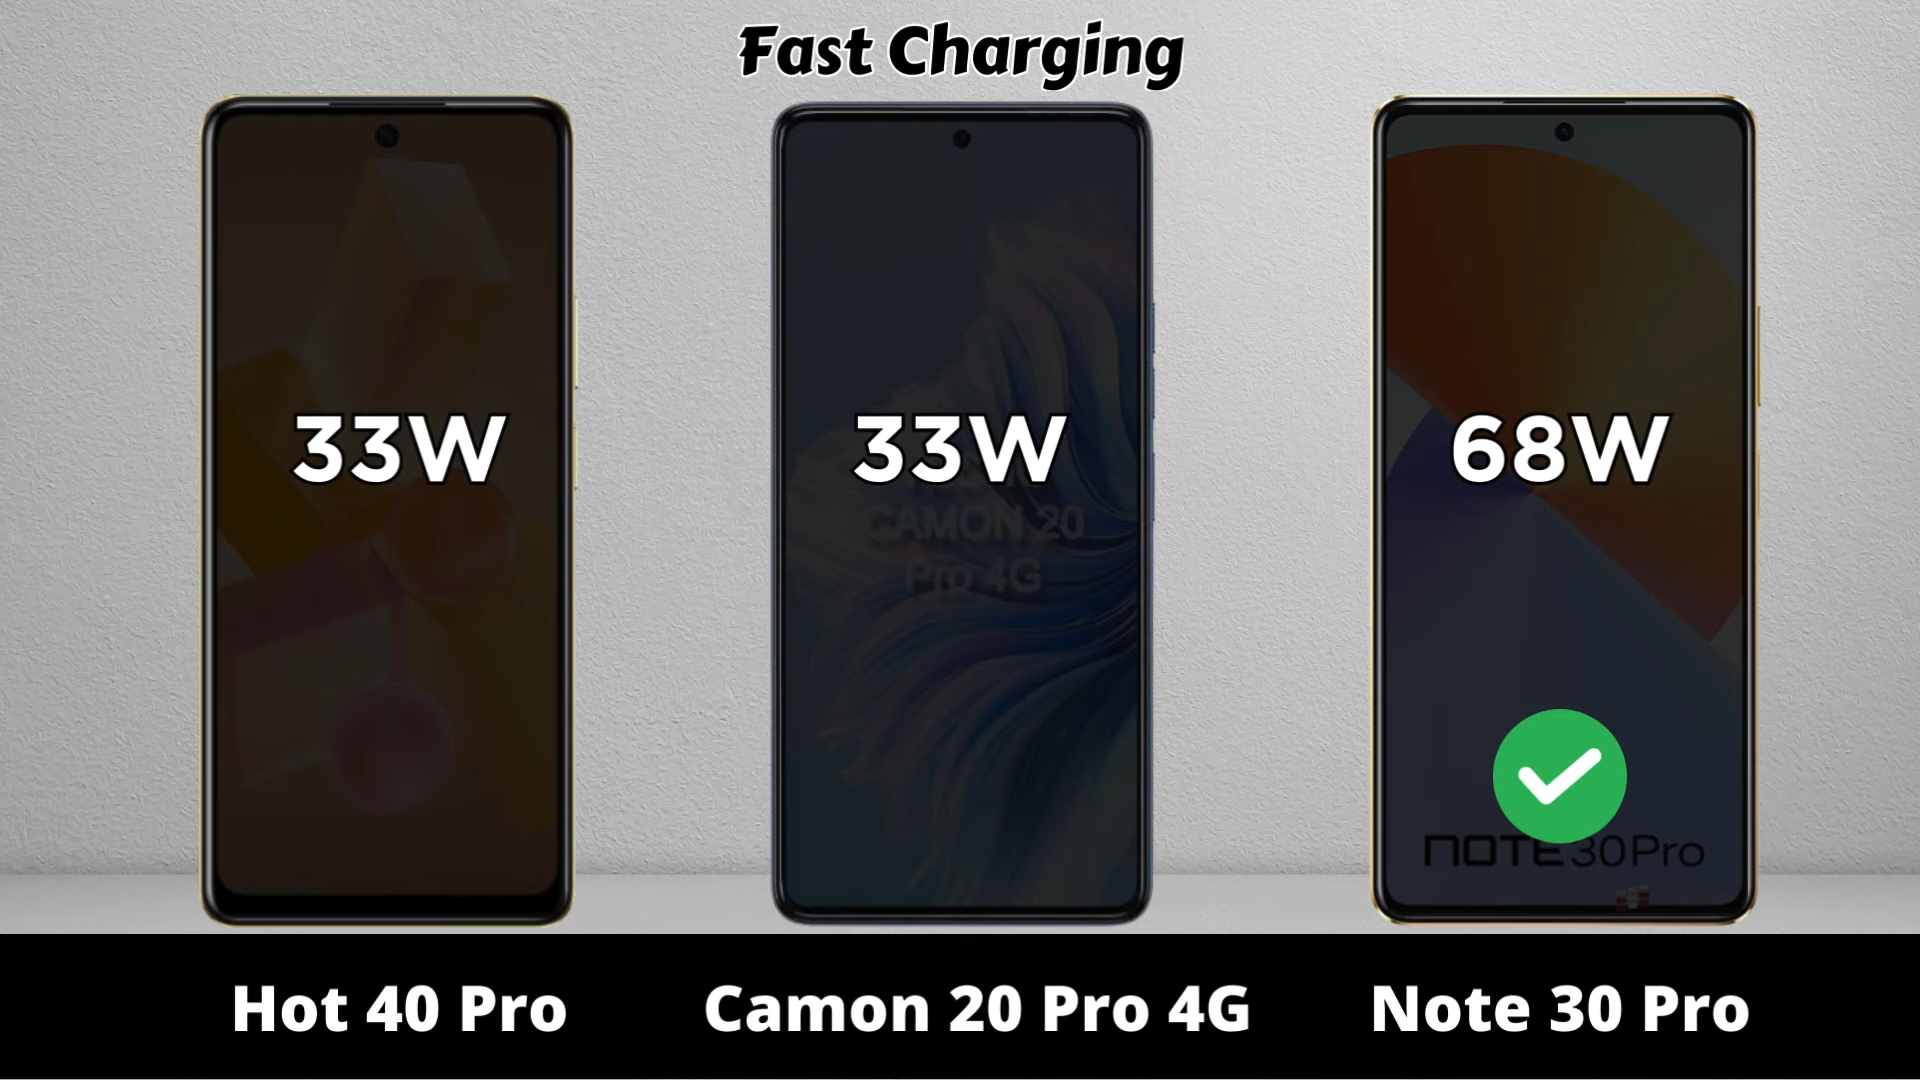 Fast Charging
33W
33W
68W
CAMON 20
Pro 4G
NOTE 30 Pro
Hot 40 Pro
Camon 20 Pro 4G
Note 30 Pro